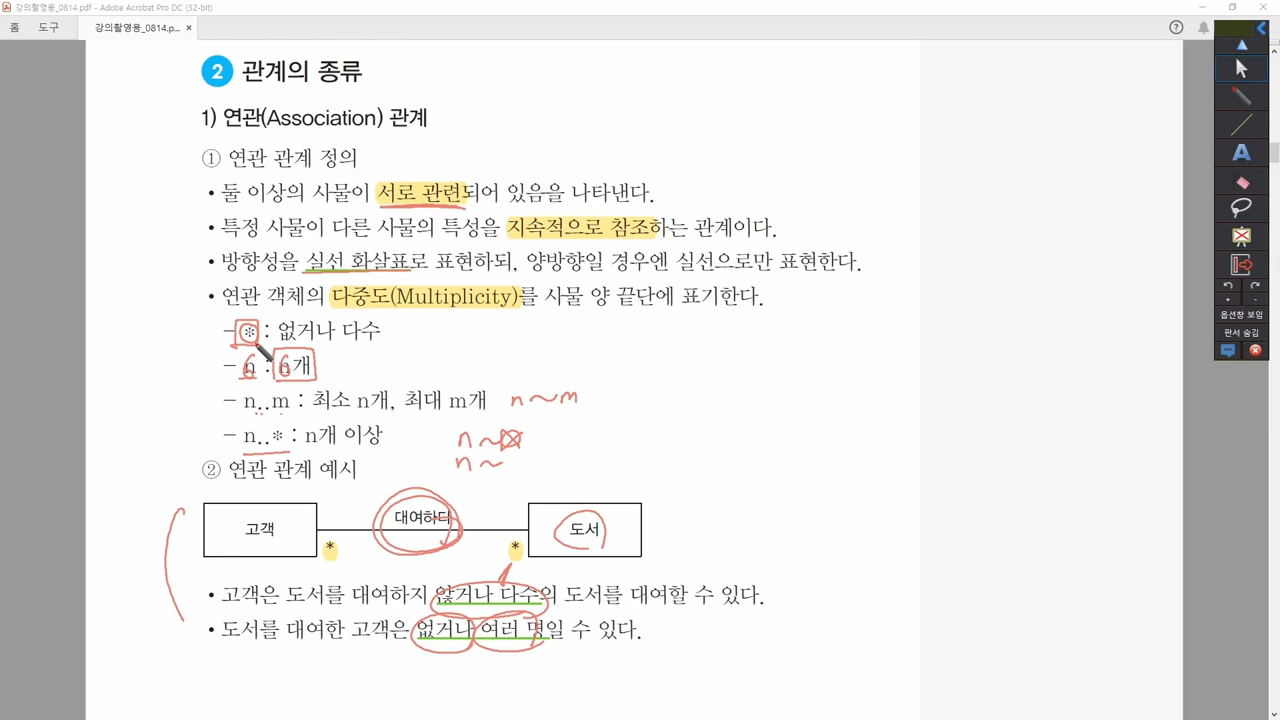 강의촬영용_0814.pdf - Adobe Acrobat Pro DC (32-bit)
홈 도구 강의촬영용_0814.p... ×
2 관계의 종류
1) 연관(Association) 관계
① 연관 관계 정의
• 둘 이상의 사물이 서로 관련되어 있음을 나타낸다.
• 특정 사물이 다른 사물의 특성을 지속적으로 참조하는 관계이다.
• 방향성을 실선 화살표로 표현하되, 양방향일 경우엔 실선으로만 표현한다.
• 연관 객체의 다중도(Multiplicity)를 사물 양 끝단에 표기한다.
– * : 없거나 다수
– n : n개
6 6
– n..m : 최소 n개, 최대 m개 n~m
– n..* : n개 이상 n~
n~
② 연관 관계 예시
고객 대여하다 도서
* *
• 고객은 도서를 대여하지 않거나 다수의 도서를 대여할 수 있다.
• 도서를 대여한 고객은 없거나 여러 명일 수 있다.
A
+ -
옵션창 보임
판서 숨김